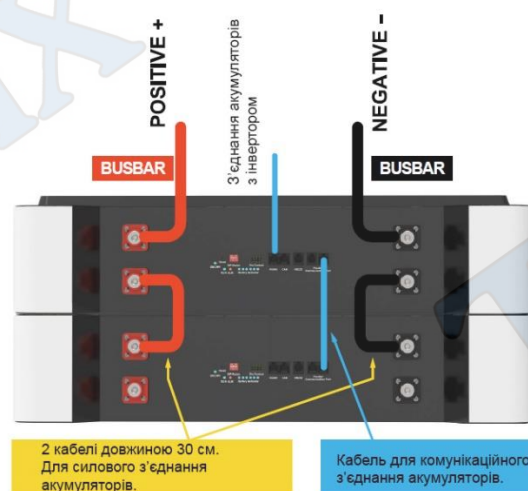 POSITIVE +
З’єднання акумуляторів
з інвертором
NEGATIVE –
BUSBAR
BUSBAR
2 кабелі довжиною 30 см.
Для силового з’єднання
акумуляторів.
Кабель для комунікаційного
з’єднання акумуляторів.